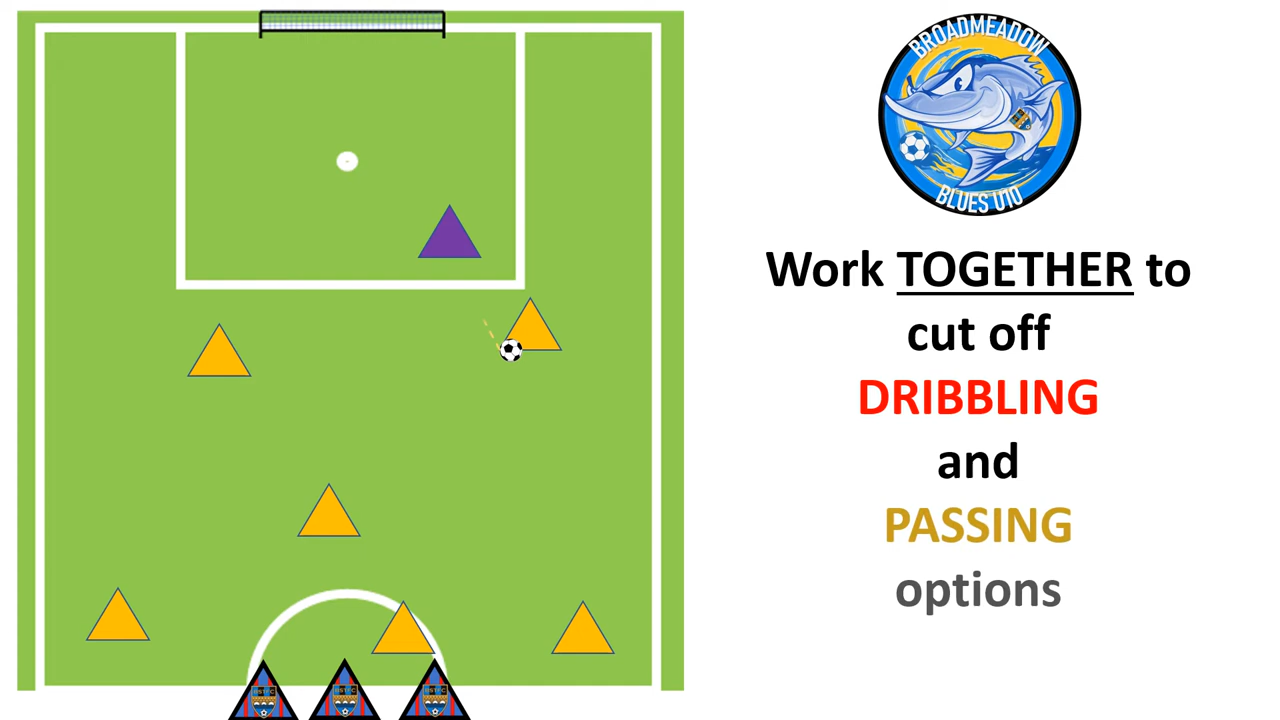 BROADMEADOW
BLUES U10
Work TOGETHER to
cut off
DRIBBLING
and
PASSING
options